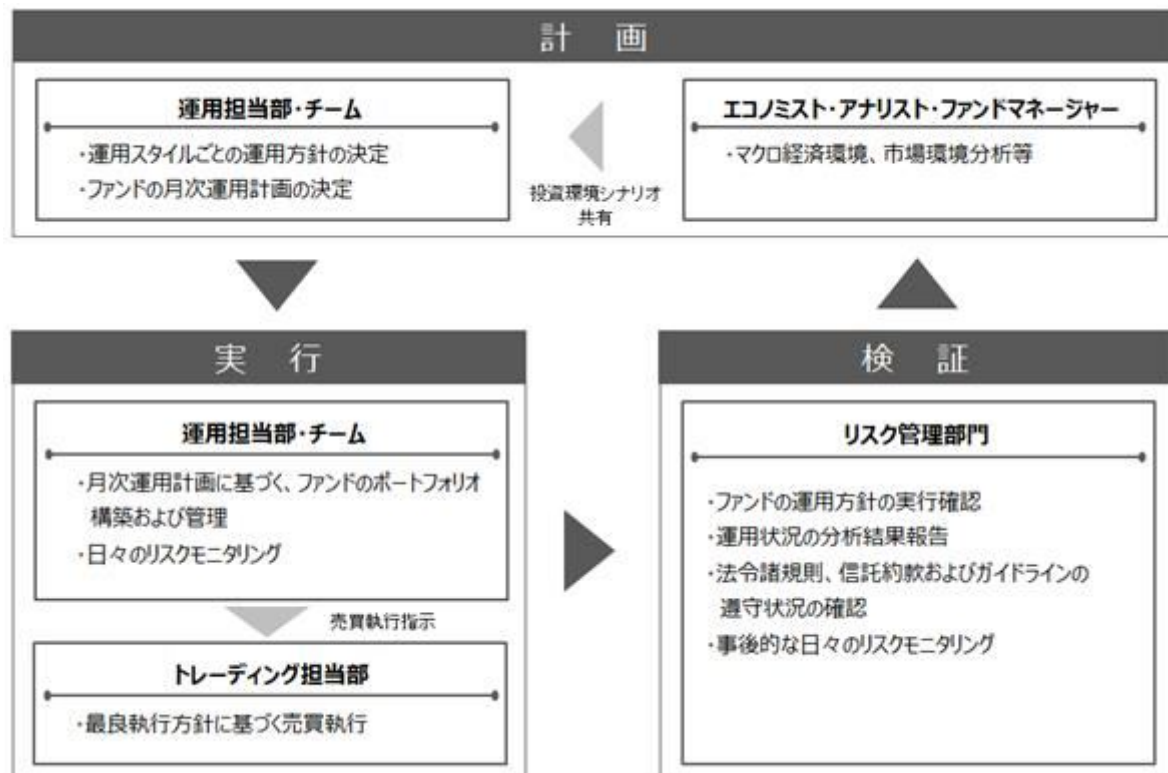 計 画
運用担当部・チーム
・運用スタイルごとの運用方針の決定
・ファンドの月次運用計画の決定
投資環境シナリオ
共有
エコノミスト・アナリスト・ファンドマネージャー
・マクロ経済環境、市場環境分析等
実 行
運用担当部・チーム
・月次運用計画に基づく、ファンドのポートフォリオ
構築および管理
・日々のリスクモニタリング
売買執行指示
トレーディング担当部
・最良執行方針に基づく売買執行
検 証
リスク管理部門
・ファンドの運用方針の実行確認
・運用状況の分析結果報告
・法令諸規則、信託約款およびガイドラインの
遵守状況の確認
・事後的な日々のリスクモニタリング